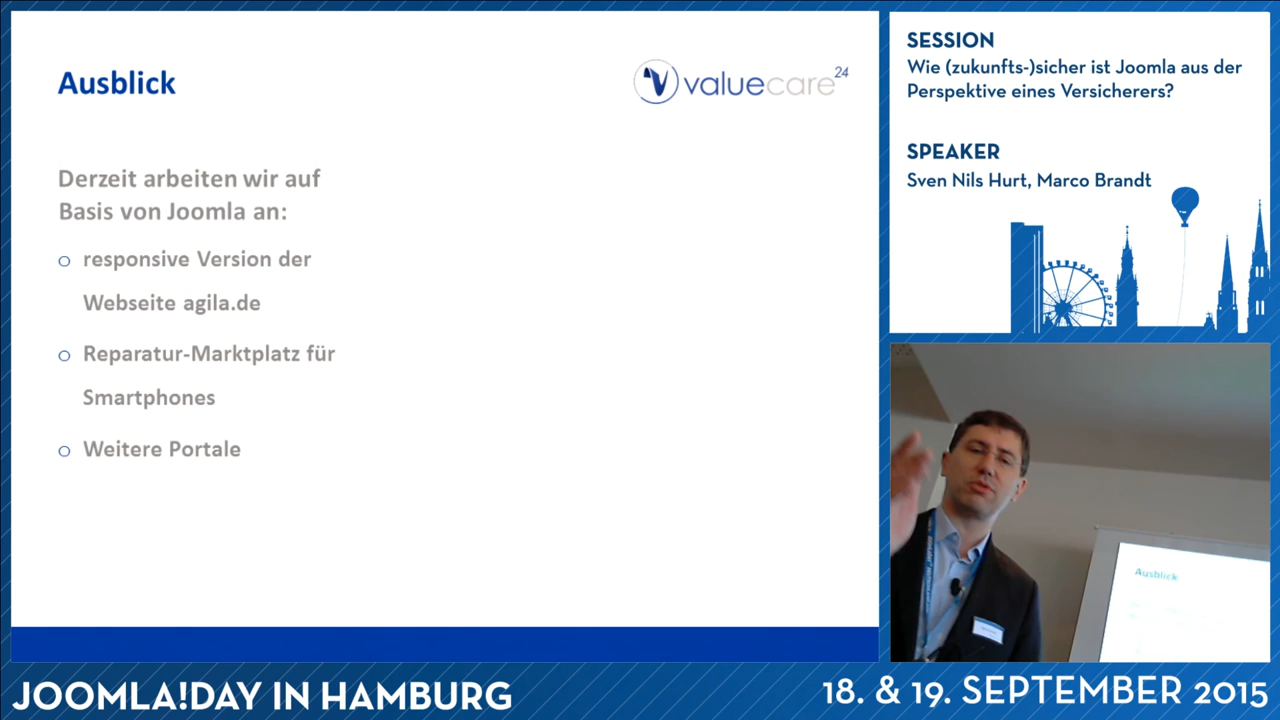 Ausblick
valuecare24
Derzeit arbeiten wir auf
Basis von Joomla an:
responsive Version der
Webseite agila.de
Reparatur-Marktplatz für
Smartphones
Weitere Portale
SESSION
Wie (zukunfts-)sicher ist Joomla aus der
Perspektive eines Versicherers?
SPEAKER
Sven Nils Hurt, Marco Brandt
Ausblick
JOOMLA!DAY IN HAMBURG
18. & 19. SEPTEMBER 2015